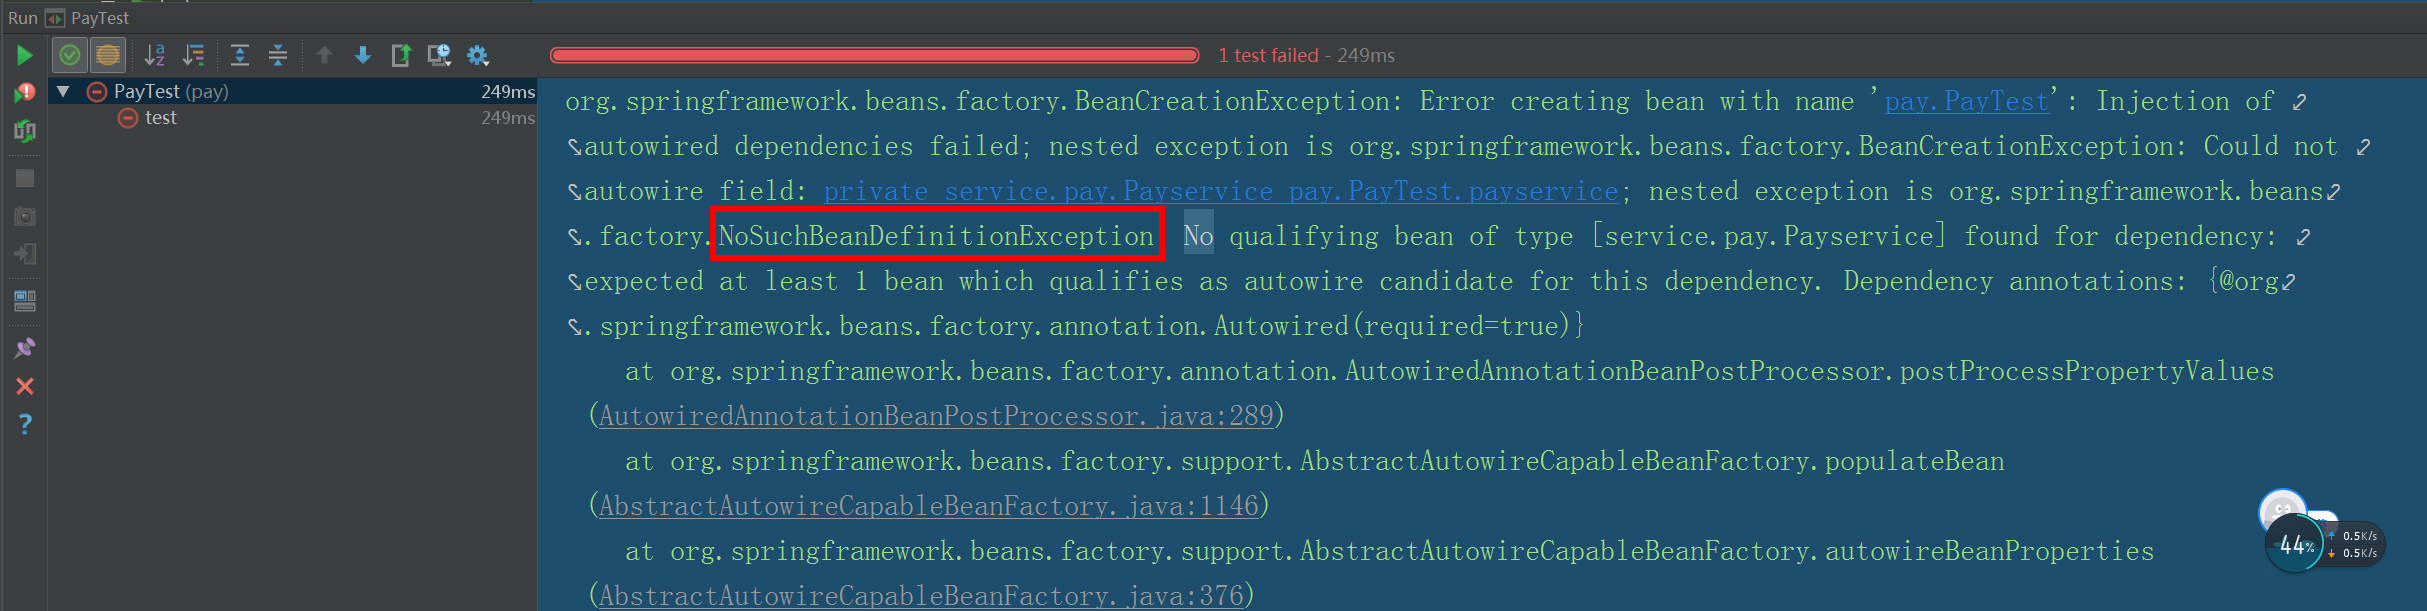 Run PayTest
1 test failed - 249ms
PayTest (pay) 249ms
test 249ms
org.springframework.beans.factory.BeanCreationException: Error creating bean with name 'pay.PayTest': Injection of
autowired dependencies failed; nested exception is org.springframework.beans.factory.BeanCreationException: Could not
autowire field: private service.pay.Payservice pay.PayTest.payservice; nested exception is org.springframework.beans
.factory.NoSuchBeanDefinitionException No qualifying bean of type [service.pay.Payservice] found for dependency:
expected at least 1 bean which qualifies as autowire candidate for this dependency. Dependency annotations: {@org
.springframework.beans.factory.annotation.Autowired(required=true)}
at org.springframework.beans.factory.annotation.AutowiredAnnotationBeanPostProcessor.postProcessPropertyValues
(AutowiredAnnotationBeanPostProcessor.java:289)
at org.springframework.beans.factory.support.AbstractAutowireCapableBeanFactory.populateBean
(AbstractAutowireCapableBeanFactory.java:1146)
at org.springframework.beans.factory.support.AbstractAutowireCapableBeanFactory.autowireBeanProperties
(AbstractAutowireCapableBeanFactory.java:376)
44%
0.5K/s
0.5K/s